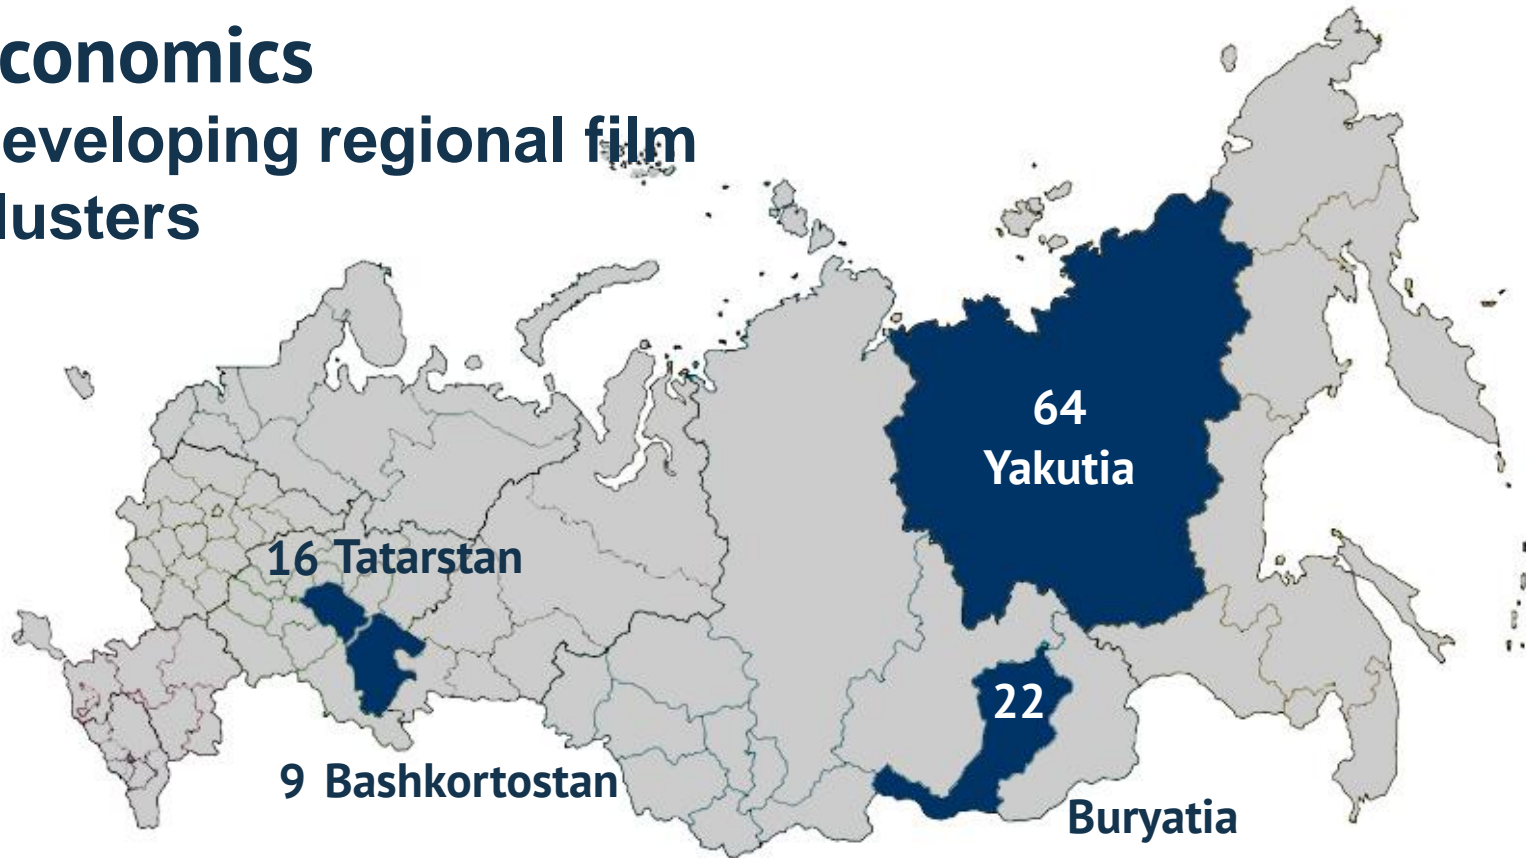 conomics
eveloping regional film
lusters
64
Yakutia
16 Tatarstan
22
9 Bashkortostan
Buryatia